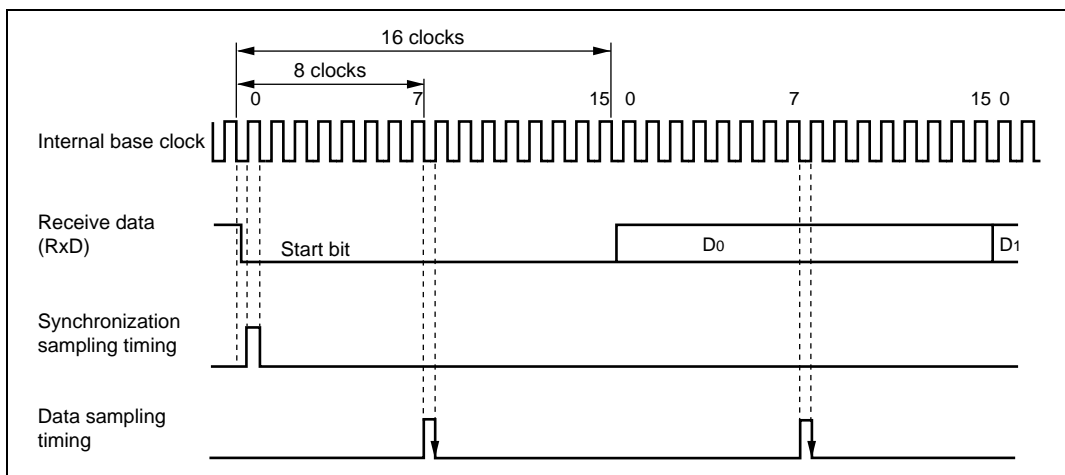 16 clocks
8 clocks
0 7 15 0 7 15 0
Internal base clock
Receive data
(RxD)
Start bit
D0
D1
Synchronization
sampling timing
Data sampling
timing